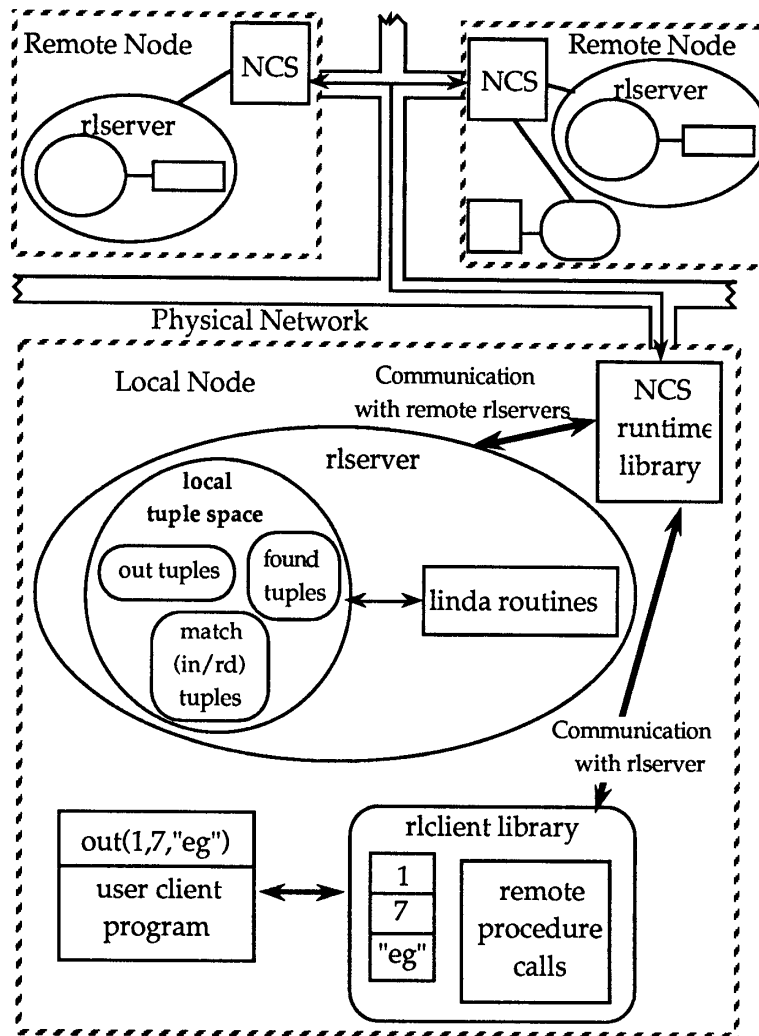 Remote Node
NCS
rlserver
Remote Node
NCS
rlserver
Physical Network
Local Node
Communication
with remote rlservers
NCS
runtime
library
rlserver
local
tuple space
out tuples
found
tuples
match
(in/rd)
tuples
linda routines
Communication
with rlserver
out(1,7,"eg")
user client
program
rlclient library
1
7
"eg"
remote
procedure
calls